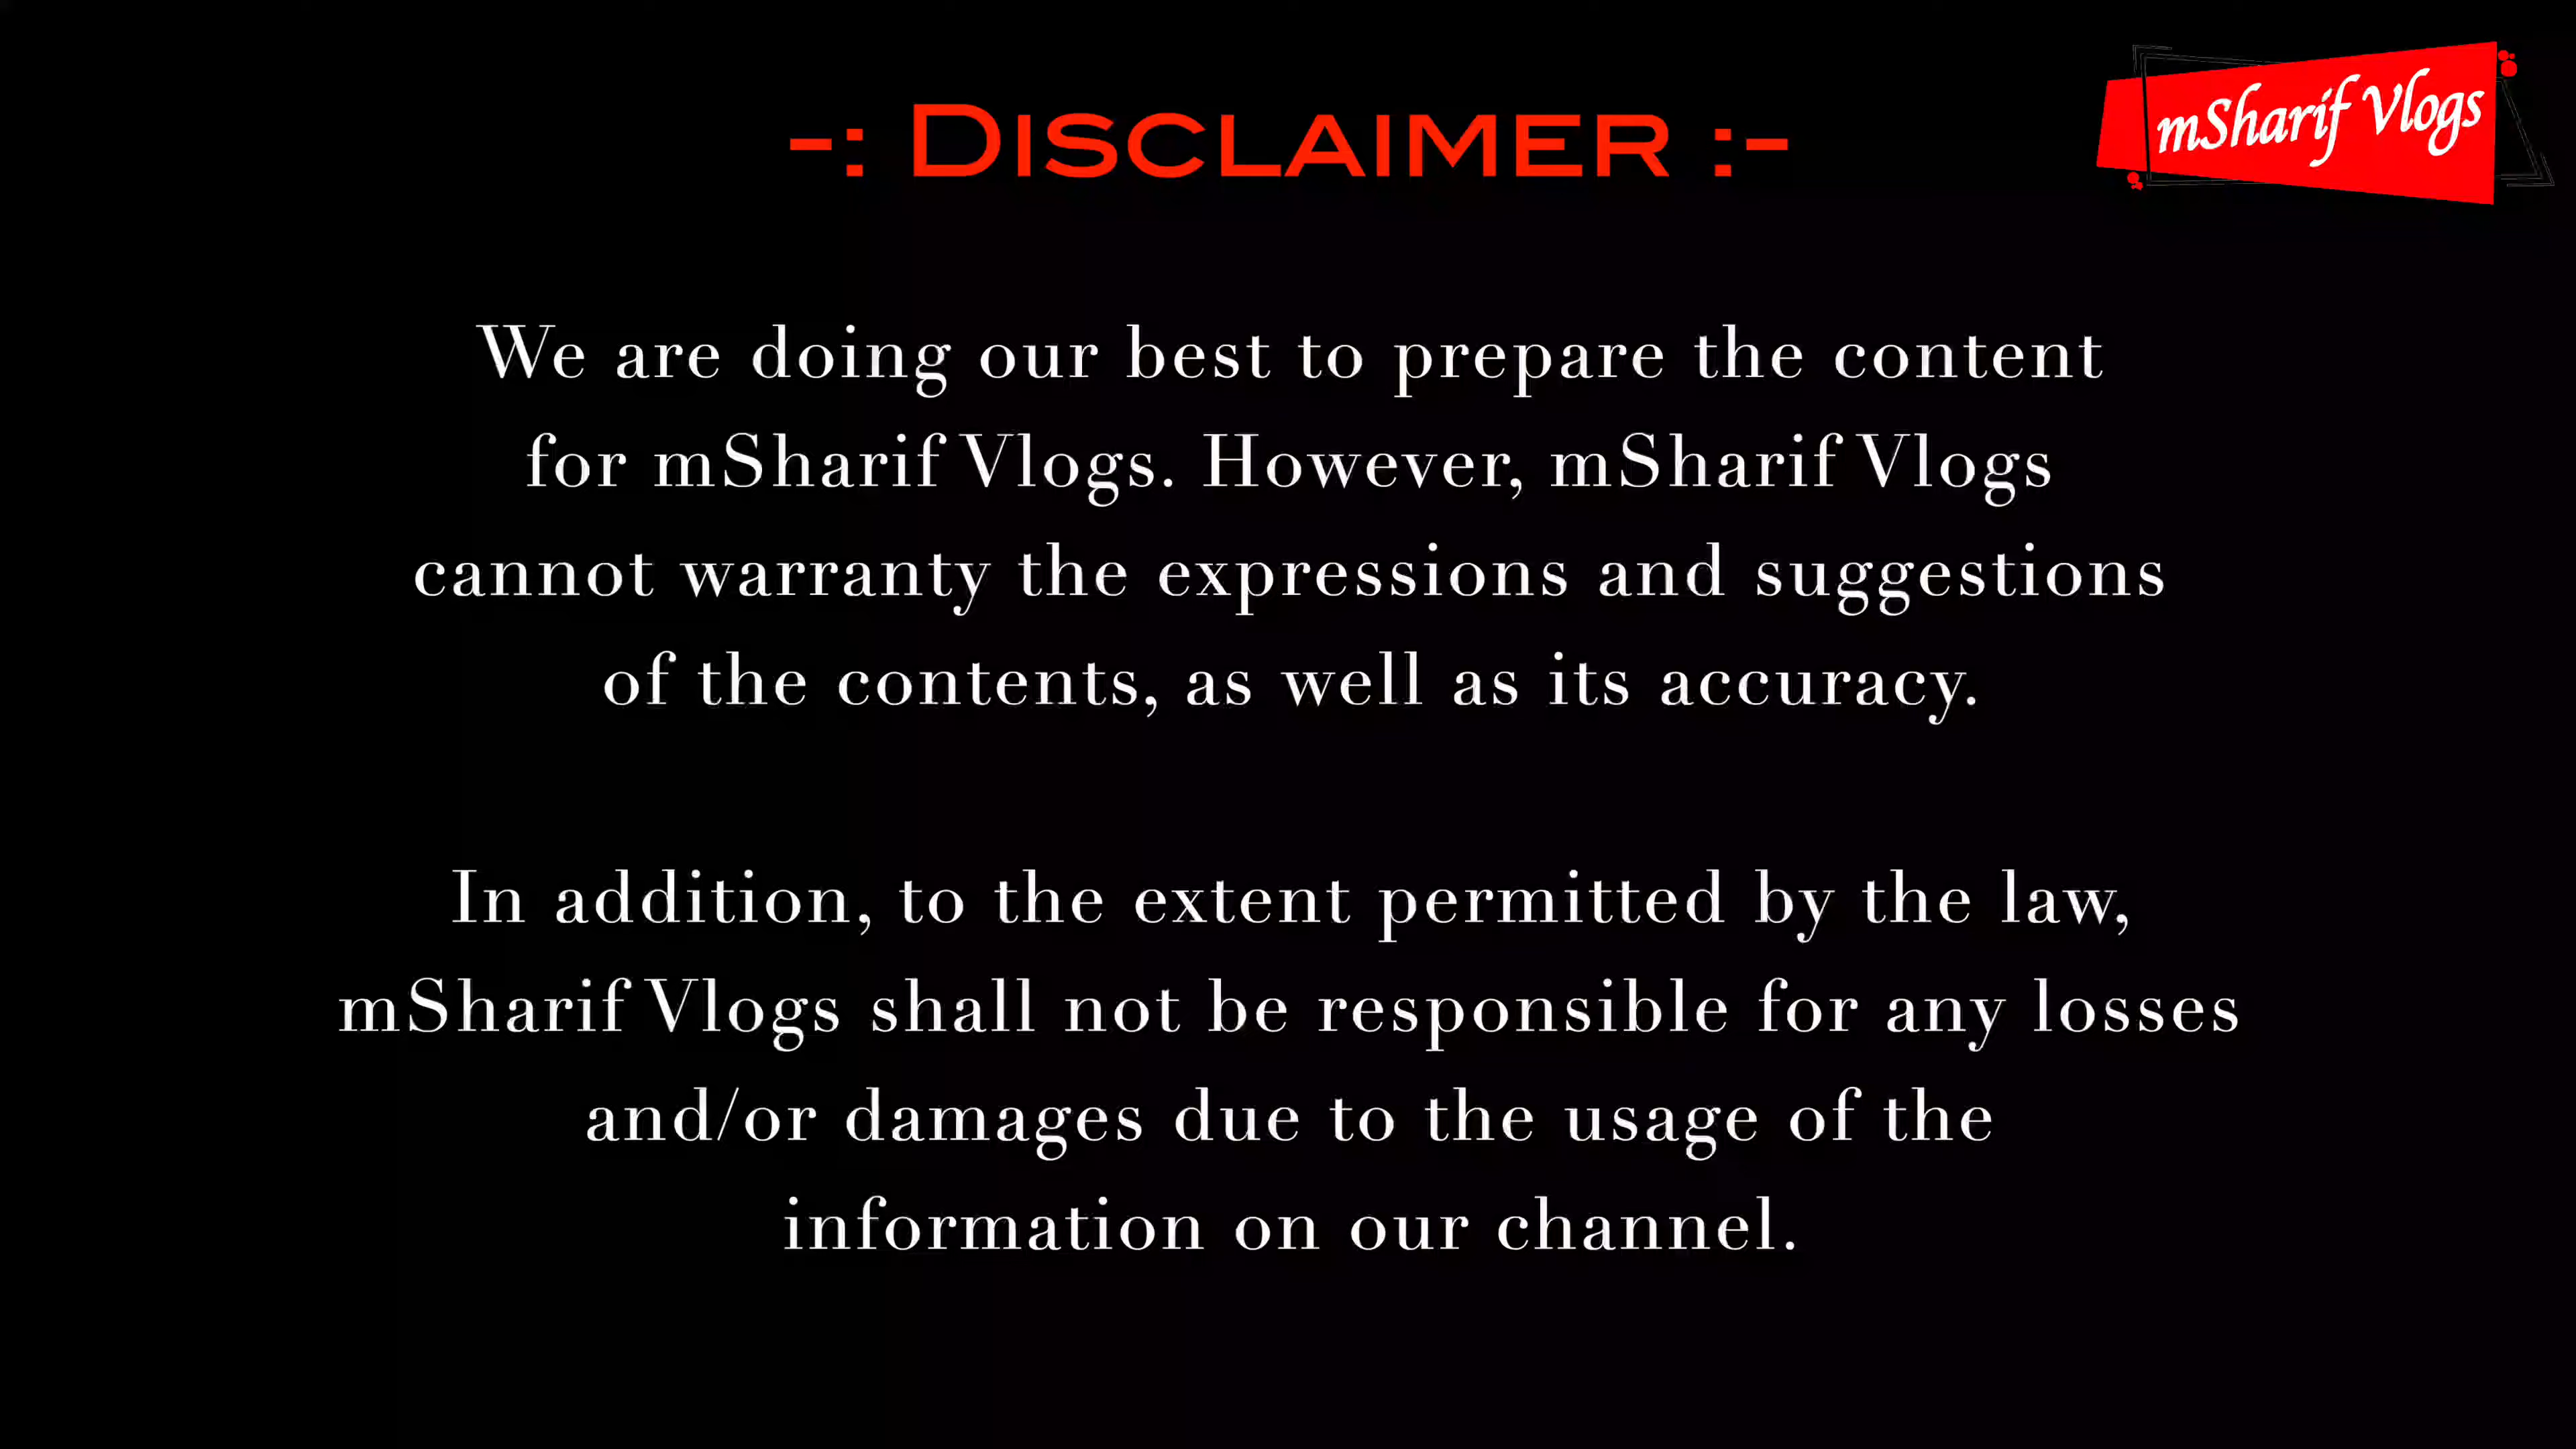 -: DISCLAIMER :-
mSharif Vlogs
We are doing our best to prepare the content
for mSharif Vlogs. However, mSharif Vlogs
cannot warranty the expressions and suggestions
of the contents, as well as its accuracy.
In addition, to the extent permitted by the law,
mSharif Vlogs shall not be responsible for any losses
and/or damages due to the usage of the
information on our channel.